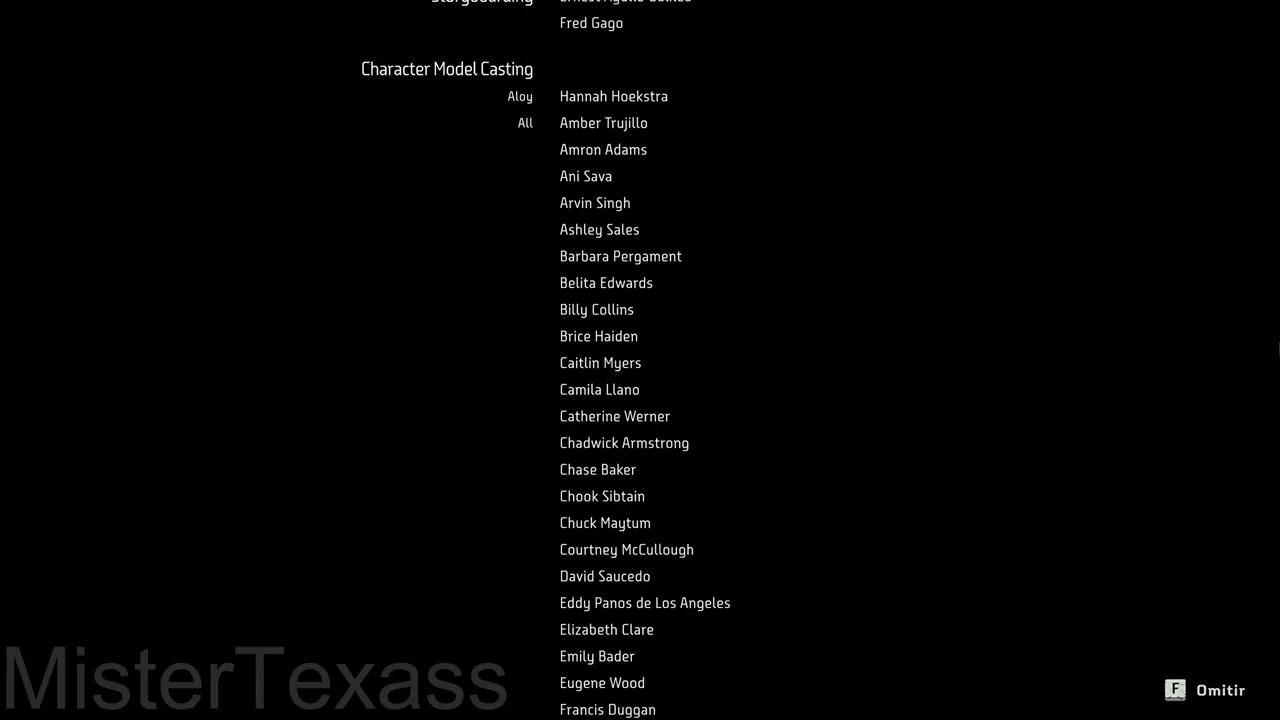 Fred Gago
Character Model Casting
Aloy Hannah Hoekstra
All Amber Trujillo
Amron Adams
Ani Sava
Arvin Singh
Ashley Sales
Barbara Pergament
Belita Edwards
Billy Collins
Brice Haiden
Caitlin Myers
Camila Llano
Catherine Werner
Chadwick Armstrong
Chase Baker
Chook Sibtain
Chuck Maytum
Courtney McCullough
David Saucedo
Eddy Panos de Los Angeles
Elizabeth Clare
Emily Bader
Eugene Wood
Francis Duggan
MisterTexass
F Omitir